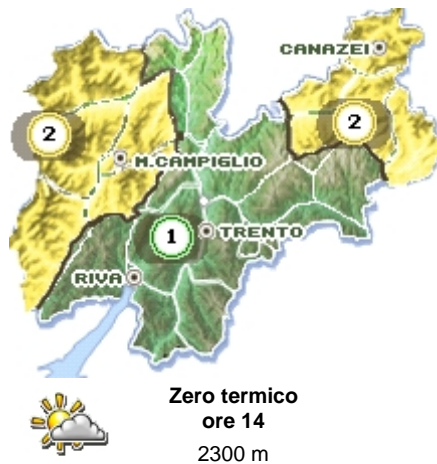 CANAZEI
2
2
M.CAMPIGLIO
1
TRENTO
RIVA
Zero termico
ore 14
2300 m